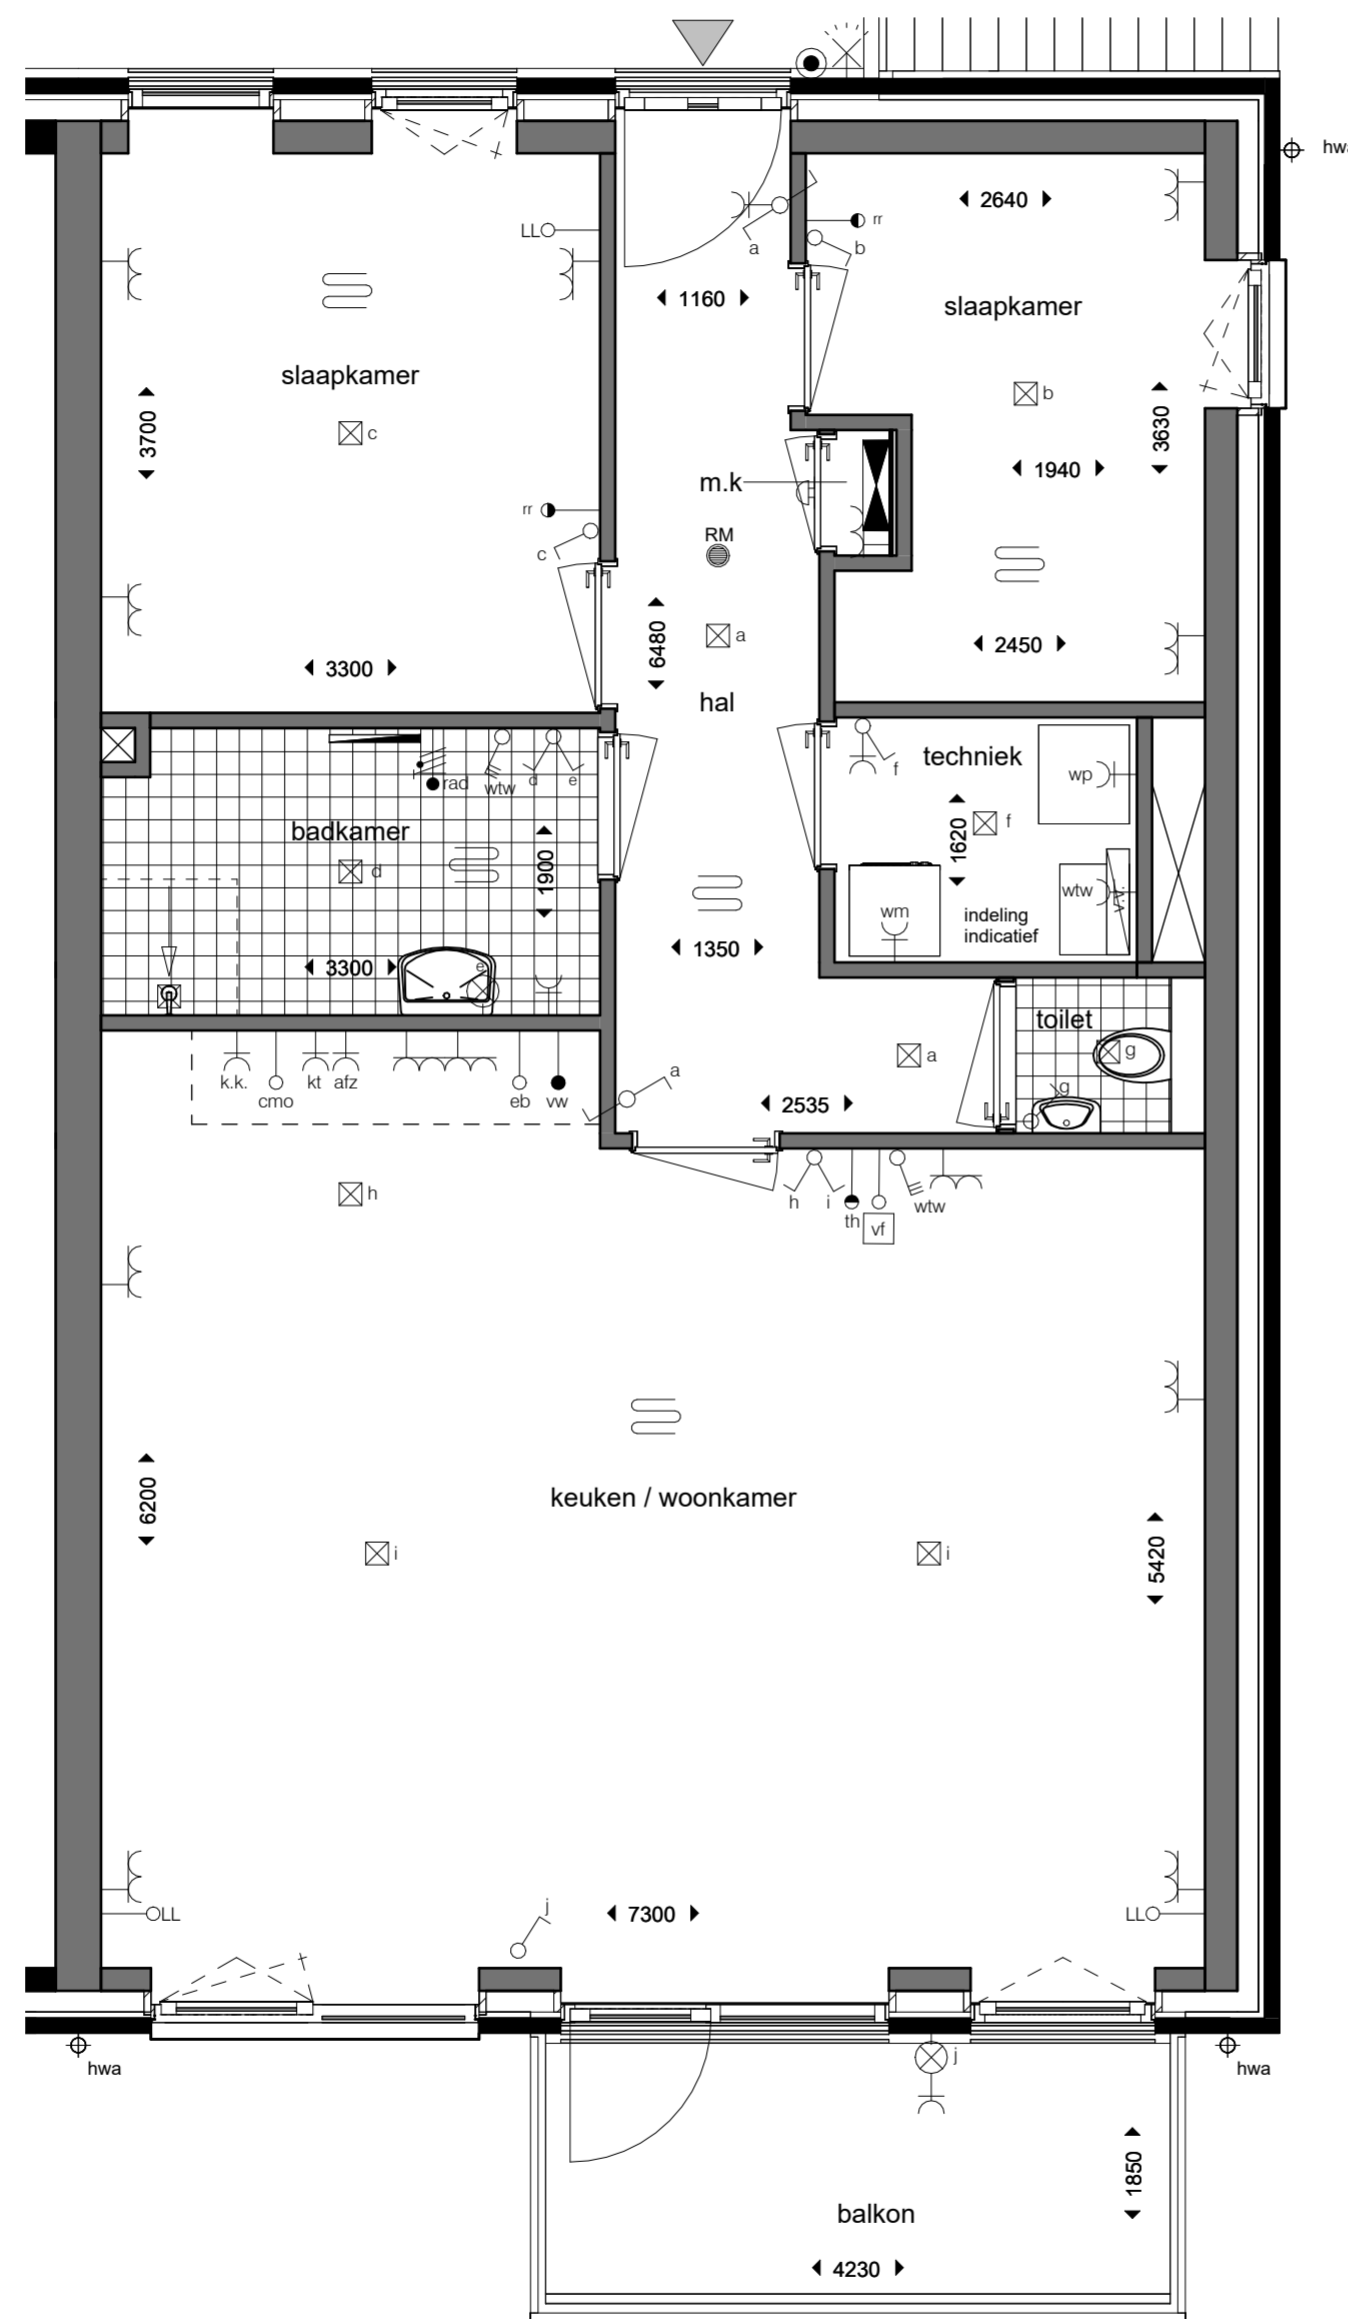 hwa
a
rr
b
2640
LL
1160
slaapkamer
slaapkamer
3700
c
b
3630
1940
m.k
rr
c
RM
6480
a
2450
3300
hal
rad
wtw
d
e
f
techniek
wp
badkamer
d
1900
1620
f
wm
wtw
indeling
indicatief
1350
3300
e
toilet
g
g
k.k.
cmo
kt
afz
eb
vw
a
a
2535
h
h
i
th
vf
wtw
keuken / woonkamer
6200
i
i
5420
LL
j
7300
LL
hwa
j
hwa
1850
balkon
4230